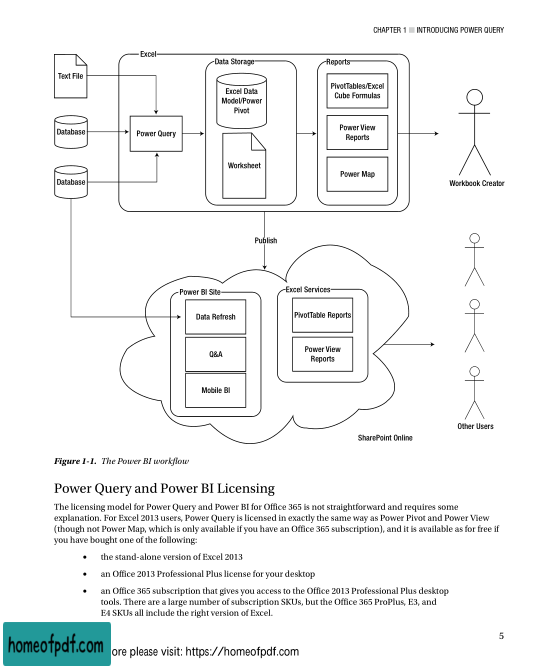 CHAPTER 1 ■ INTRODUCING POWER QUERY
Excel
Text File
Database
Database
Power Query
Data Storage
Excel Data
Model/Power
Pivot
Worksheet
Reports
PivotTables/Excel
Cube Formulas
Power View
Reports
Power Map
Workbook Creator
Publish
Power BI Site
Data Refresh
Q&A
Mobile BI
Excel Services
PivotTable Reports
Power View
Reports
Other Users
SharePoint Online
Figure 1-1. The Power BI workflow
Power Query and Power BI Licensing
The licensing model for Power Query and Power BI for Office 365 is not straightforward and requires some
explanation. For Excel 2013 users, Power Query is licensed in exactly the same way as Power Pivot and Power View
(though not Power Map, which is only available if you have an Office 365 subscription), and it is available as for free if
you have bought one of the following:
• the stand-alone version of Excel 2013
• an Office 2013 Professional Plus license for your desktop
• an Office 365 subscription that gives you access to the Office 2013 Professional Plus desktop
tools. There are a large number of subscription SKUs, but the Office 365 ProPlus, E3, and
E4 SKUs all include the right version of Excel.
5
homeofpdf.com
ore please visit: https://homeofpdf.com